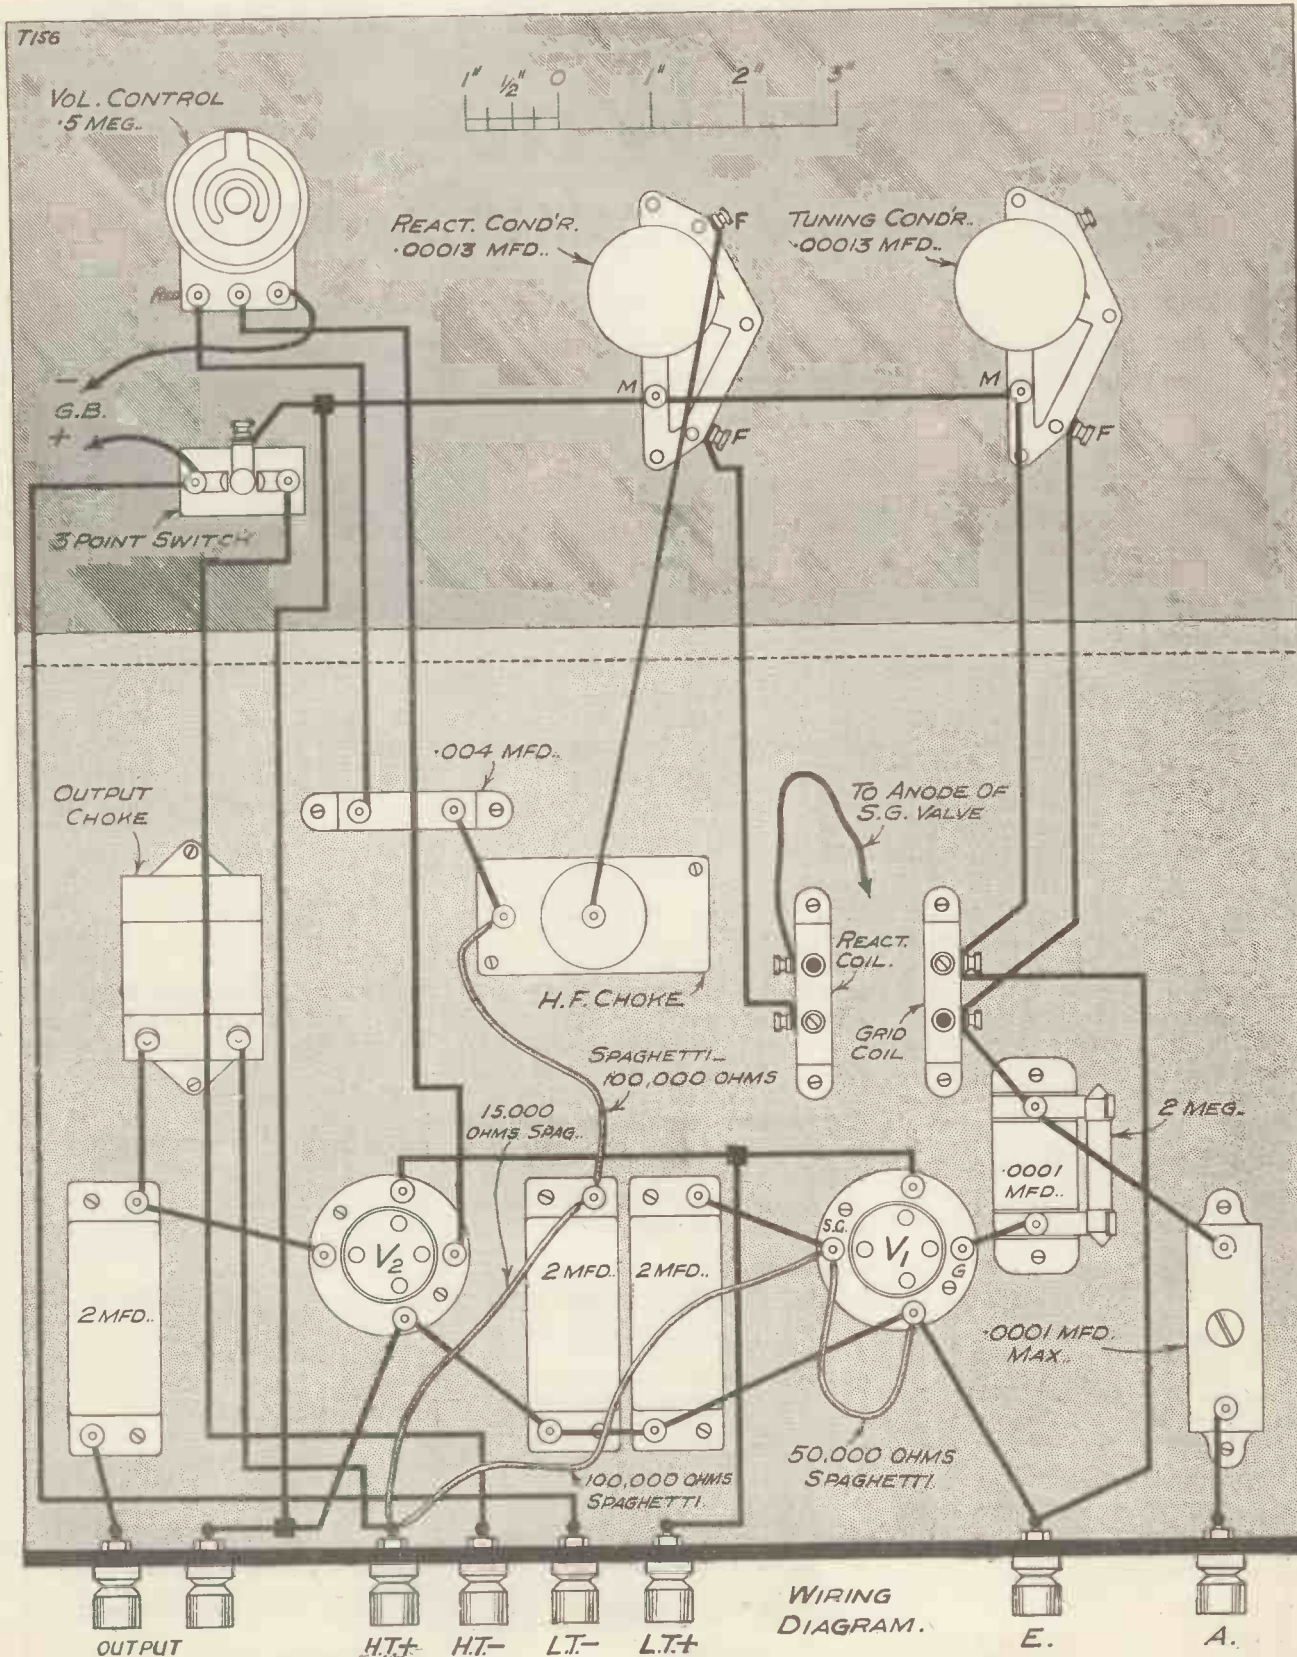 T156
1" ½" 0 1" 2" 3"
VOL. CONTROL
·5 MEG..
REACT. COND'R.
·00013 MFD..
TUNING COND'R..
·00013 MFD..
F
RED
M
M
F
F
−
G.B.
+
3 POINT SWITCH
·004 MFD..
OUTPUT
CHOKE
TO ANODE OF
S.G. VALVE
REACT.
COIL.
H.F. CHOKE
GRID
COIL
SPAGHETTI_
100,000 OHMS
15.000
OHMS SPAG..
2 MEG..
.0001
MFD..
S.G.
V2
V1
G
2 MFD..
2 MFD..
2 MFD..
·0001 MFD.
MAX..
50,000 OHMS
SPAGHETTI.
100,000 OHMS
SPAGHETTI.
WIRING
DIAGRAM.
OUTPUT
H.T.+
H.T.−
L.T.−
L.T.+
E.
A.